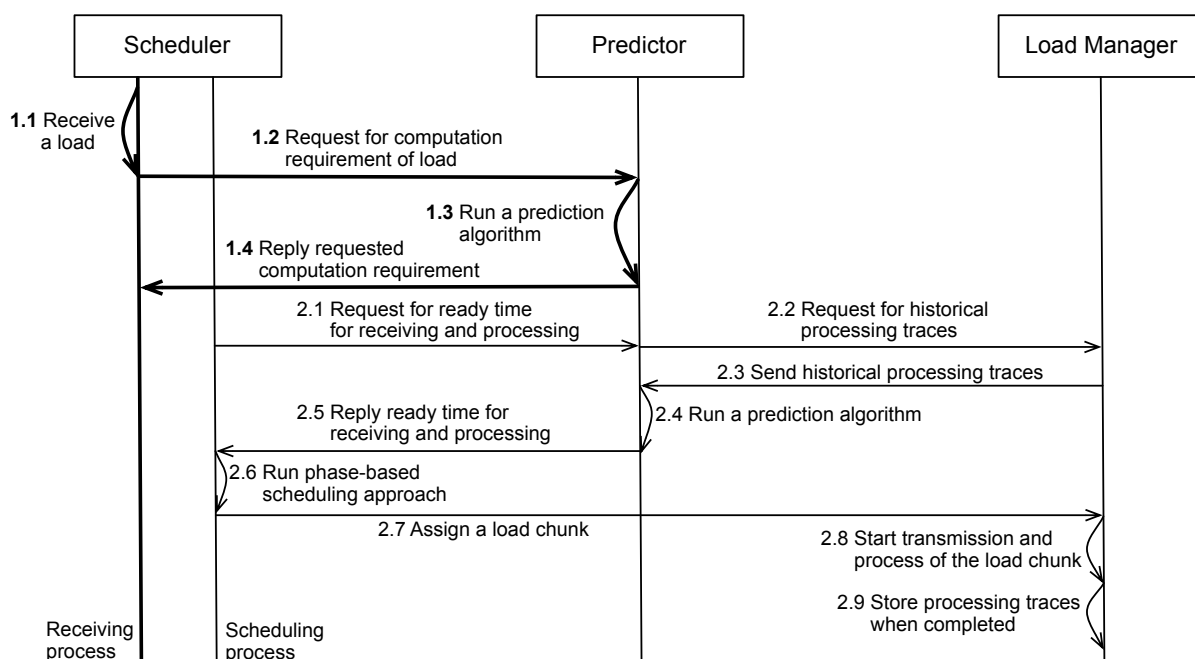 Scheduler
Predictor
Load Manager
1.1 Receive
a load
1.2 Request for computation
requirement of load
1.3 Run a prediction
algorithm
1.4 Reply requested
computation requirement
2.1 Request for ready time
for receiving and processing
2.2 Request for historical
processing traces
2.3 Send historical processing traces
2.4 Run a prediction algorithm
2.5 Reply ready time for
receiving and processing
2.6 Run phase-based
scheduling approach
2.7 Assign a load chunk
2.8 Start transmission and
process of the load chunk
2.9 Store processing traces
when completed
Receiving
process
Scheduling
process